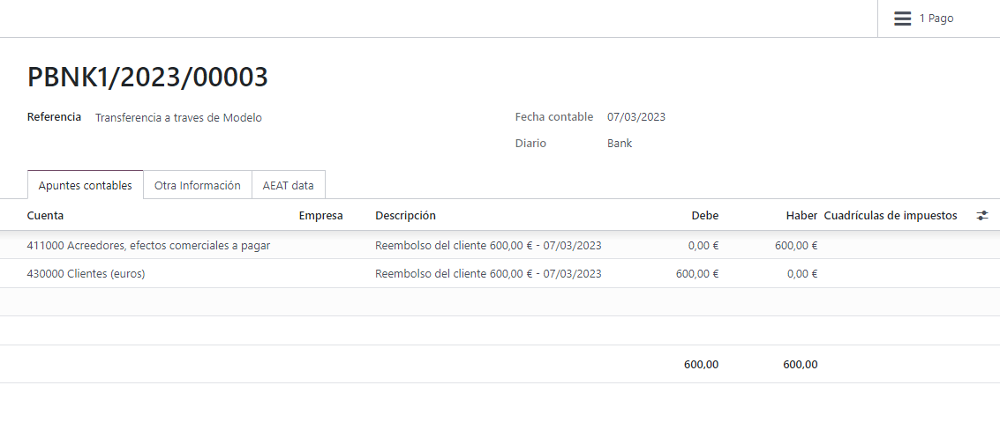 1 Pago
PBNK1/2023/00003
Referencia Transferencia a traves de Modelo
Fecha contable 07/03/2023
Diario Bank
Apuntes contables Otra Información AEAT data
Cuenta Empresa Descripción Debe Haber Cuadrículas de impuestos
411000 Acreedores, efectos comerciales a pagar Reembolso del cliente 600,00 € - 07/03/2023 0,00 € 600,00 €
430000 Clientes (euros) Reembolso del cliente 600,00 € - 07/03/2023 600,00 € 0,00 €
600,00 600,00